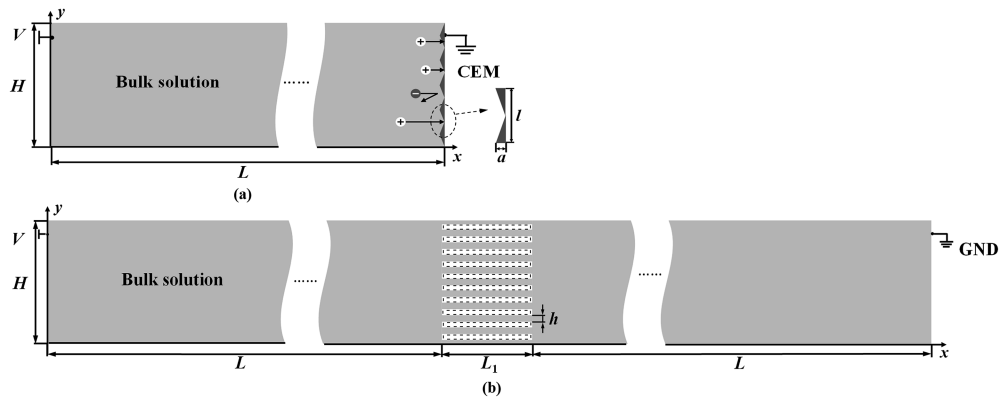 y
V
+
H
Bulk solution
......
+
CEM
−
+
l
a
x
L
(a)
y
V
H
Bulk solution
......
......
GND
h
x
L
L₁
L
(b)